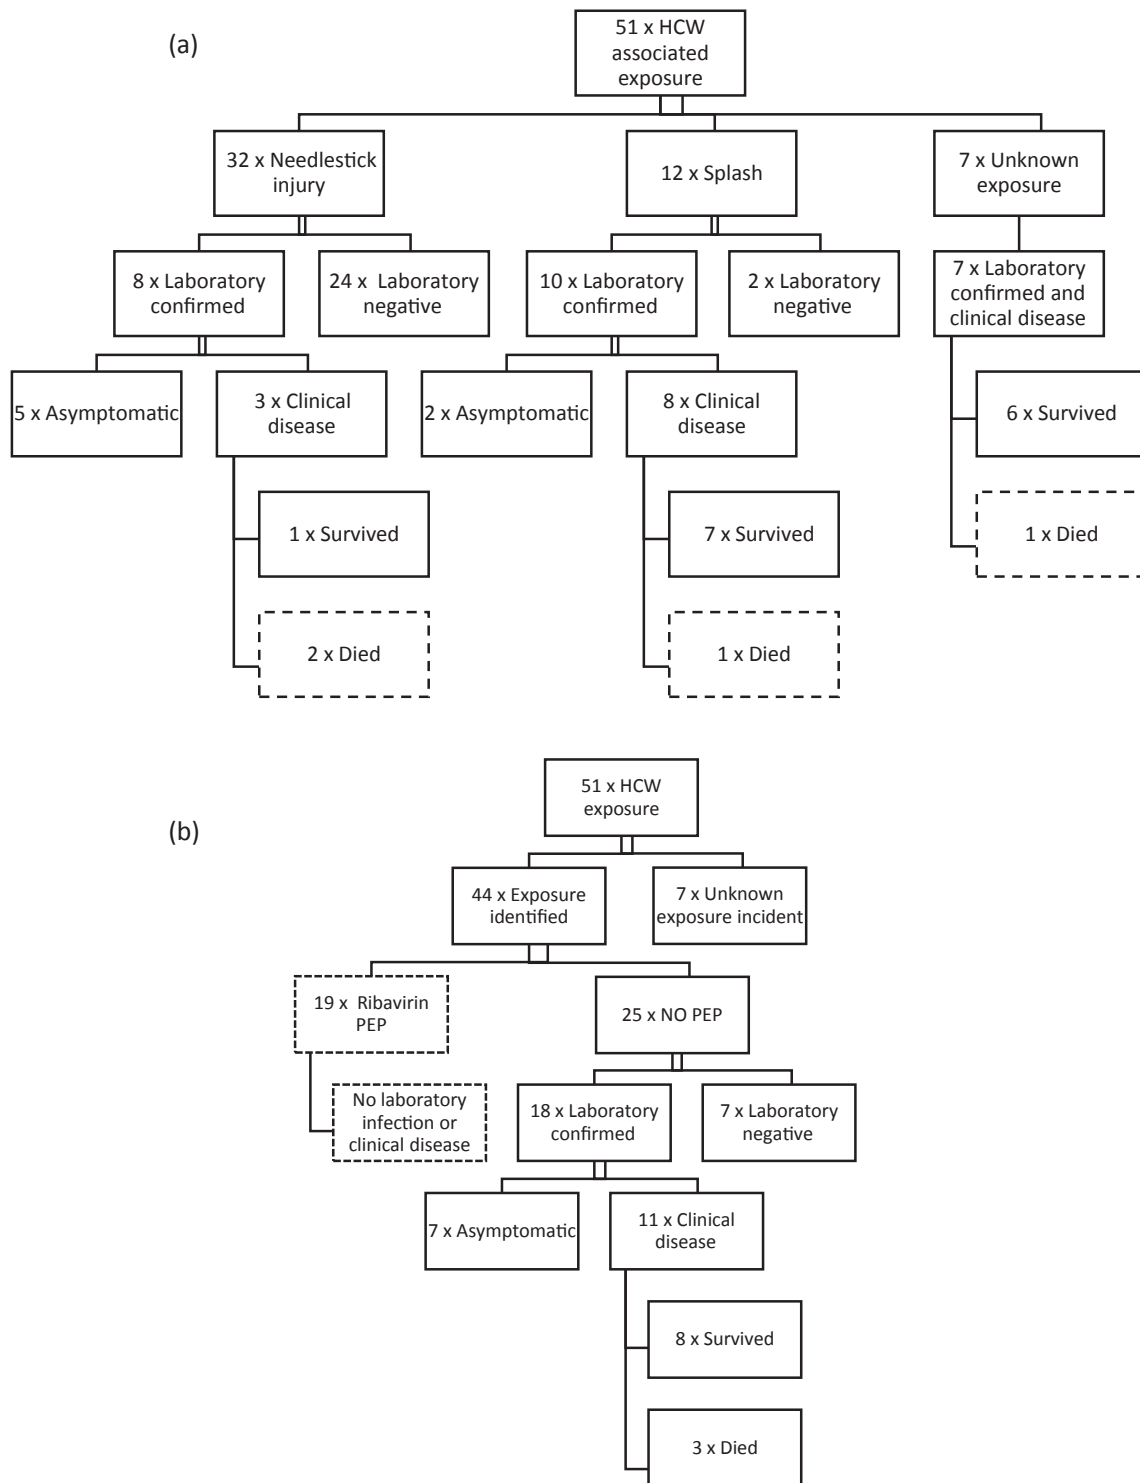 (a)
51 x HCW
associated
exposure
32 x Needlestick
injury
12 x Splash
7 x Unknown
exposure
8 x Laboratory
confirmed
24 x Laboratory
negative
10 x Laboratory
confirmed
2 x Laboratory
negative
7 x Laboratory
confirmed and
clinical disease
5 x Asymptomatic
3 x Clinical
disease
2 x Asymptomatic
8 x Clinical
disease
6 x Survived
1 x Survived
7 x Survived
1 x Died
2 x Died
1 x Died
(b)
51 x HCW
exposure
44 x Exposure
identified
7 x Unknown
exposure incident
19 x Ribavirin
PEP
25 x NO PEP
No laboratory
infection or
clinical disease
18 x Laboratory
confirmed
7 x Laboratory
negative
7 x Asymptomatic
11 x Clinical
disease
8 x Survived
3 x Died